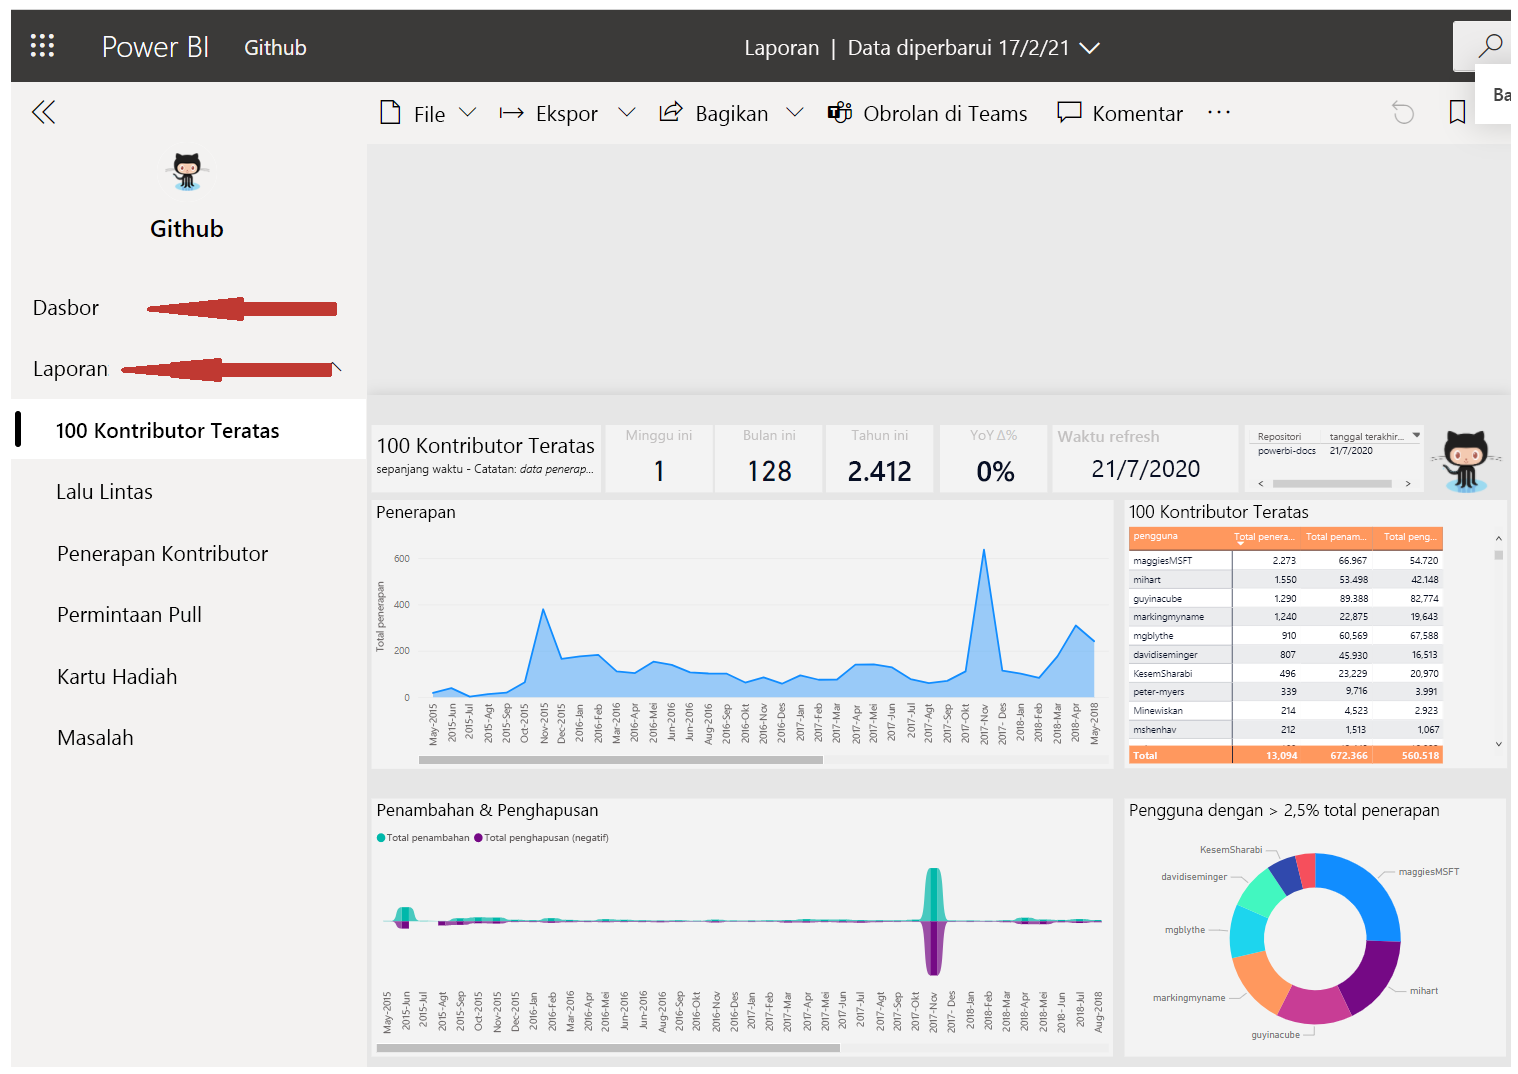 Power BI Github Laporan | Data diperbarui 17/2/21
Ba
File Ekspor Bagikan Obrolan di Teams Komentar ...
Github
Dasbor
Laporan
100 Kontributor Teratas
Lalu Lintas
Penerapan Kontributor
Permintaan Pull
Kartu Hadiah
Masalah
100 Kontributor Teratas
sepanjang waktu - Catatan: data penerap...
Minggu ini
1
Bulan ini
128
Tahun ini
2.412
YoY Δ%
0%
Waktu refresh
21/7/2020
Repositori tanggal terakhir...
powerbi-docs 21/7/2020
Penerapan
Total penerapan
600
400
200
0
May-2015 2015-Jun 2015-Jul 2015-Agt 2015-Sep Oct-2015 Nov-2015 Dec-2015 2016-Jan 2016-Feb Mar-2016 2016-Apr 2016-Mei Jun-2016 Jun-2016 Aug-2016 2016-Sep 2016-Okt 2016-Nov 2016-Des 2017-Jan 2017-Feb 2017-Mar 2017-Apr 2017-Mei 2017-Jun 2017-Jul 2017-Agt 2017-Sep 2017-Okt 2017-Nov 2017- Des 2018-Jan 2018-Feb 2018-Mar 2018-Apr May-2018
100 Kontributor Teratas
pengguna Total penera... Total penam... Total peng...
maggiesMSFT 2.273 66.967 54.720
mihart 1.550 53.498 42.148
guyinacube 1.290 89.388 82,774
markingmyname 1,240 22,875 19,643
mgblythe 910 60,569 67,588
davidiseminger 807 45.930 16,513
KesemSharabi 496 23,229 20,970
peter-myers 339 9,716 3.991
Minewiskan 214 4,523 2.923
mshenhav 212 1,513 1,067
Total 13,094 672.366 560.518
Penambahan & Penghapusan
Total penambahan Total penghapusan (negatif)
May-2015 2015-Jun 2015-Jul 2015-Agt 2015-Sep Oct-2015 Nov-2015 Dec-2015 2016-Jan 2016-Feb Mar-2016 2016-Apr 2016-Mei Jun-2016 Jun-2016 Aug-2016 2016-Sep 2016-Okt 2016-Nov 2016-Des 2017-Jan 2017-Feb 2017-Mar 2017-Apr 2017-Mei 2017-Jun 2017-Jul 2017-Agt 2017-Sep 2017-Okt 2017-Nov 2017- Des 2018-Jan 2018-Feb 2018-Mar 2018-Apr 2018-Mei 2018-Jun 2018-Jul Aug-2018
Pengguna dengan > 2,5% total penerapan
KesemSharabi
maggiesMSFT
davidiseminger
mgblythe
mihart
markingmyname
guyinacube